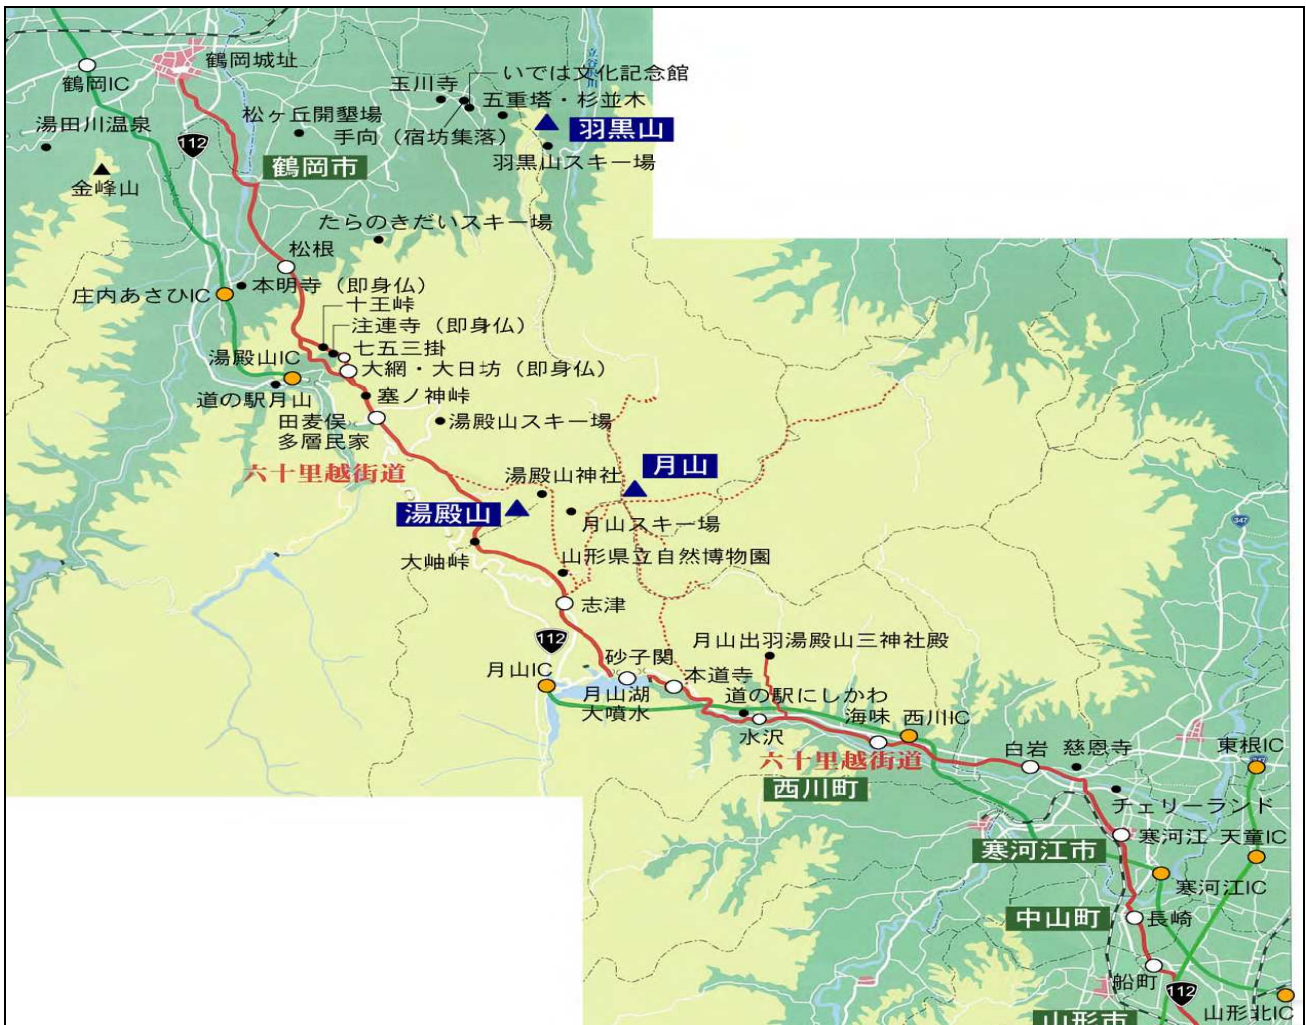 鶴岡城址
立谷沢川
鶴岡IC
いでは文化記念館
玉川寺
五重塔・杉並木
湯田川温泉
松ヶ丘開墾場
手向（宿坊集落）
羽黒山
112
羽黒山スキー場
鶴岡市
金峰山
たらのきだいスキー場
松根
本明寺（即身仏）
庄内あさひIC
十王峠
注連寺（即身仏）
七五三掛
湯殿山IC
大網・大日坊（即身仏）
道の駅月山
塞ノ神峠
田麦俣
多層民家
湯殿山スキー場
六十里越街道
月山
湯殿山神社
湯殿山
月山スキー場
347
大岫峠
山形県立自然博物園
志津
112
月山出羽湯殿山三神社殿
砂子関
月山IC
本道寺
月山湖
大噴水
道の駅にしかわ
海味
西川IC
水沢
六十里越街道
白岩
慈恩寺
東根IC
西川町
チェリーランド
寒河江
天童IC
寒河江市
寒河江IC
中山町
長崎
船町
112
山形北IC
山形市